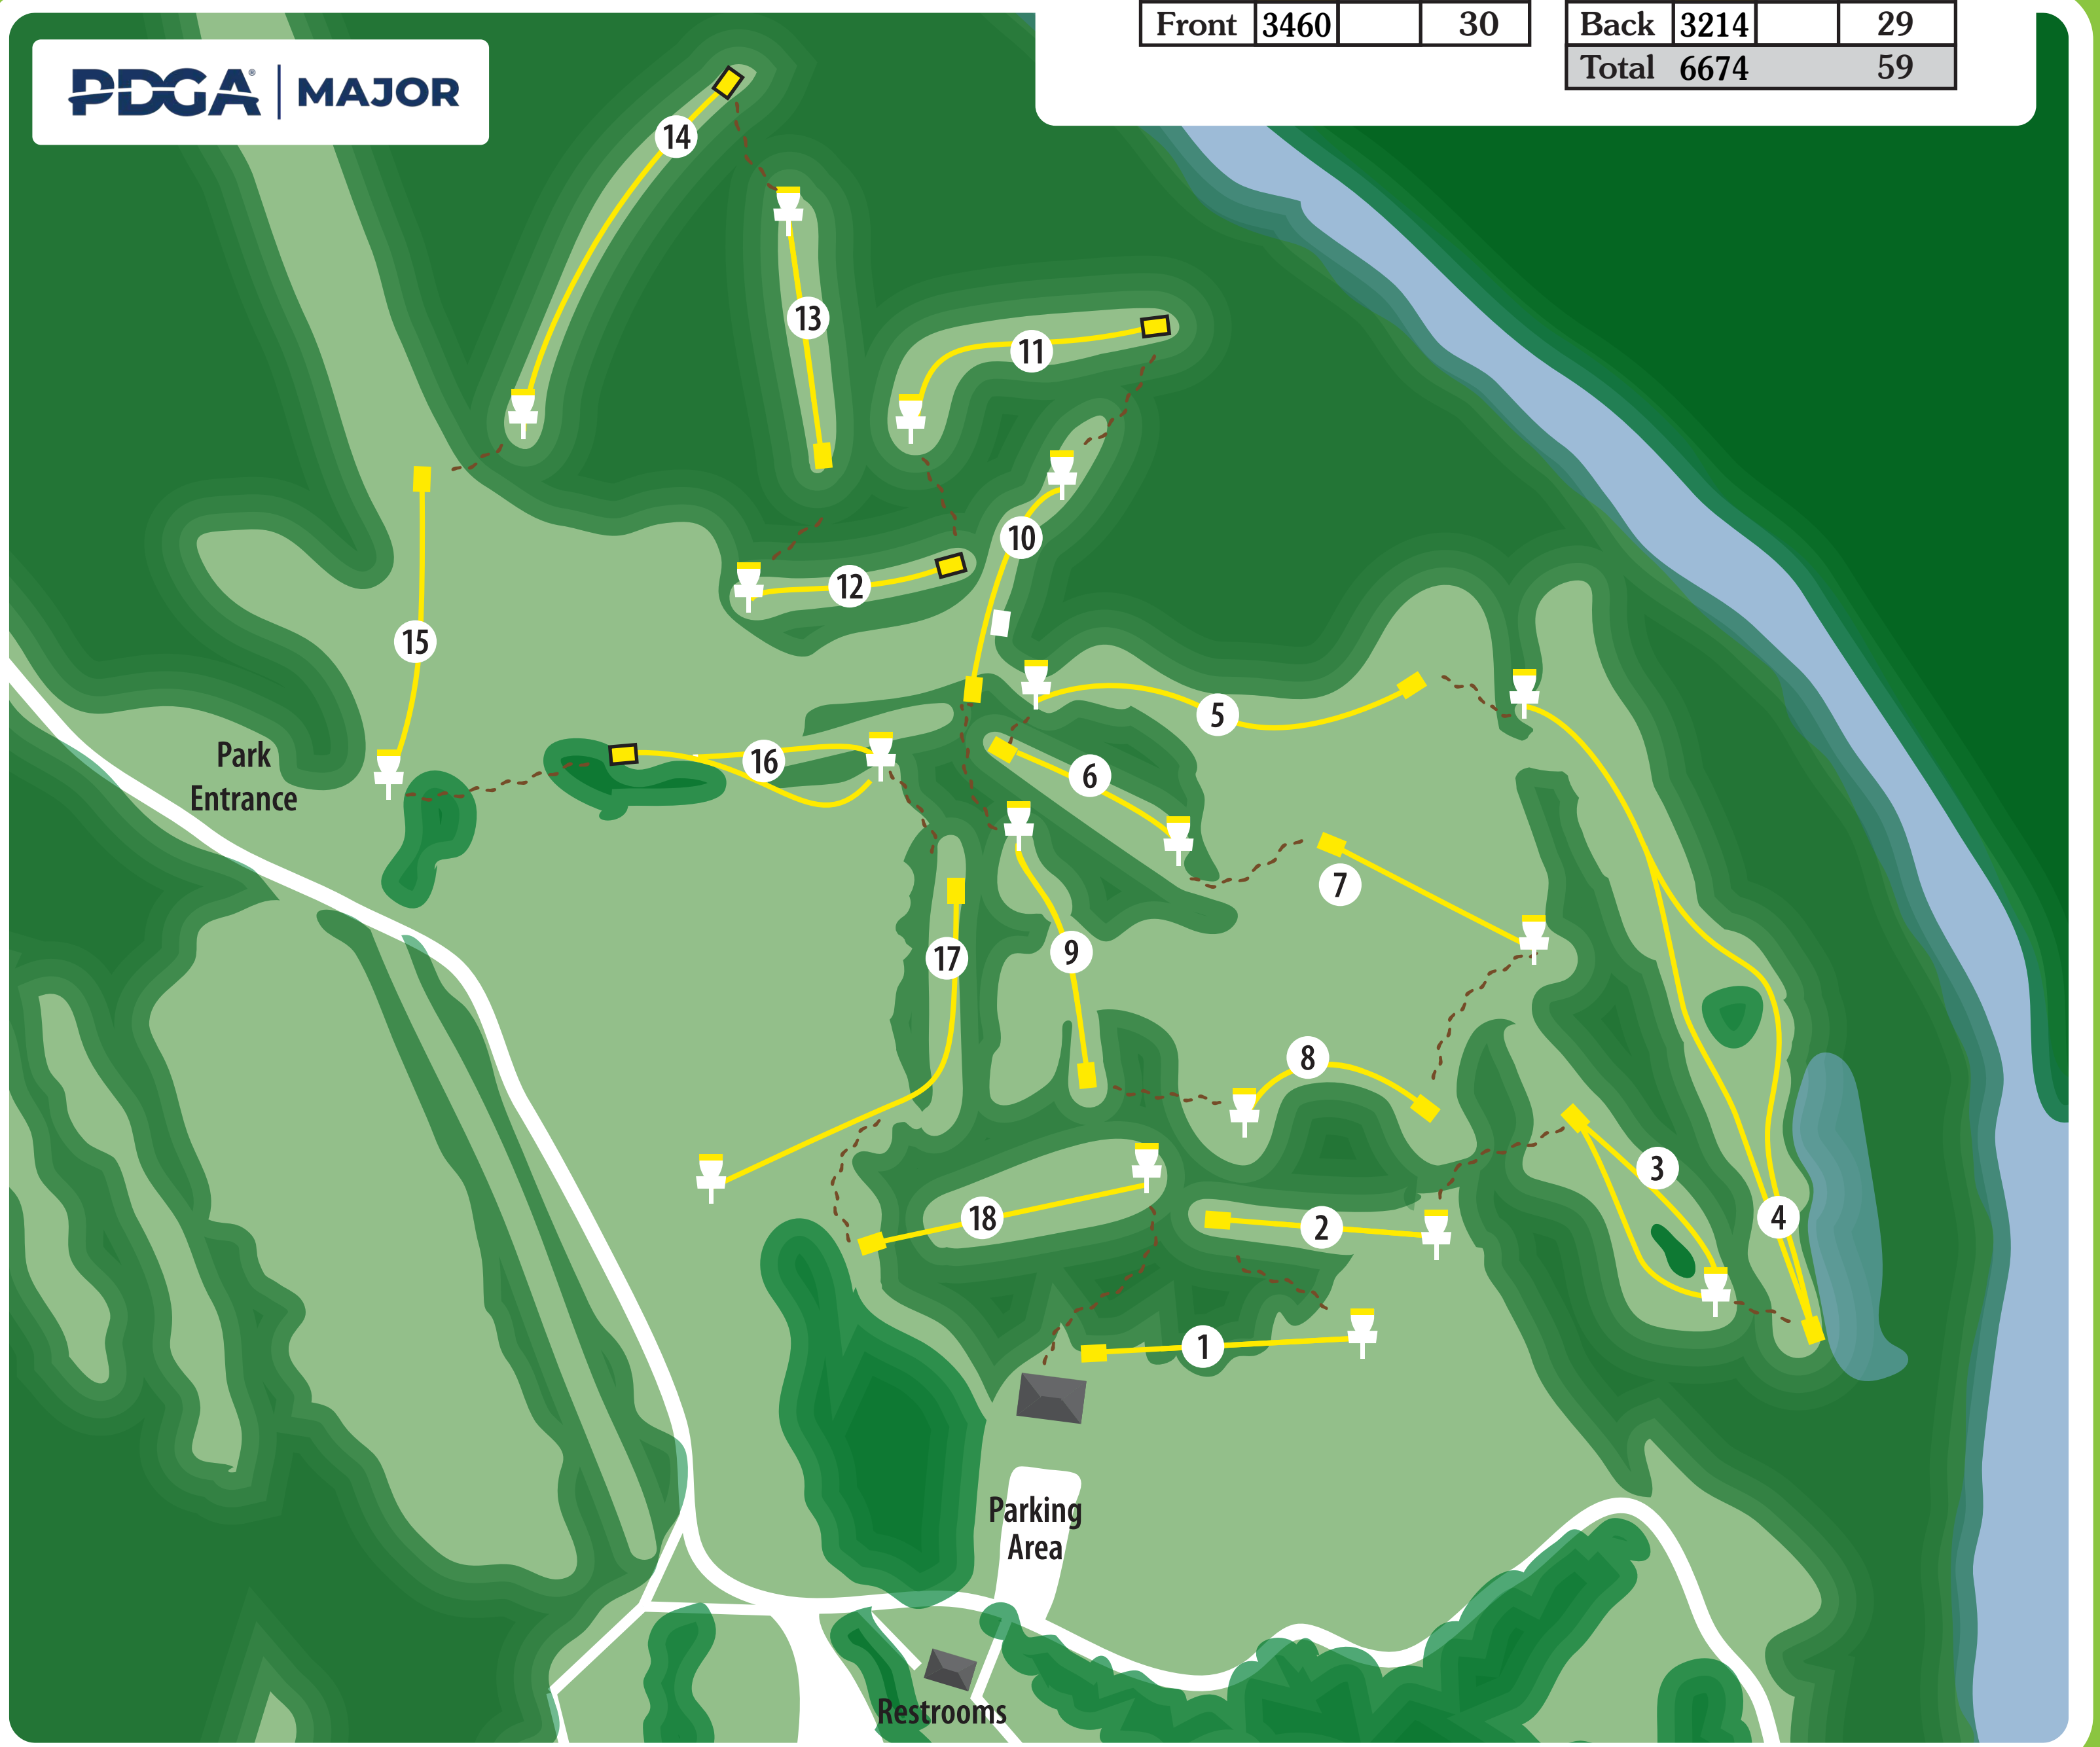 Front 3460 30
Back 3214 29
Total 6674 59
PDGA® | MAJOR
14
13
11
10
12
15
5
16
6
7
17
9
8
3
4
18
2
1
Park
Entrance
Parking
Area
Restrooms